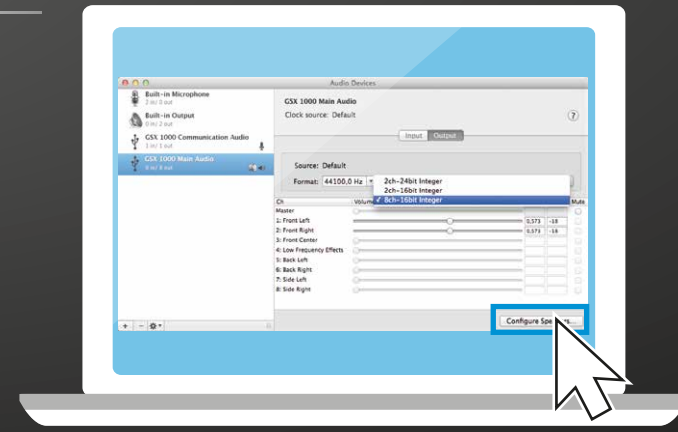 Audio Devices
Built-in Microphone
2 in/ 0 out
Built-in Output
0 in/ 2 out
GSX 1000 Communication Audio
1 in/ 1 out
GSX 1000 Main Audio
0 in/ 8 out
GSX 1000 Main Audio
Clock source: Default
?
Input Output
Source: Default
Format: 44100,0 Hz
2ch-24bit Integer
2ch-16bit Integer
✓ 8ch-16bit Integer
Ch Volume Mute
Master
1: Front Left 0,573 -18
2: Front Right 0,573 -18
3: Front Center
4: Low Frequency Effects
5: Back Left
6: Back Right
7: Side Left
8: Side Right
+ -
Configure